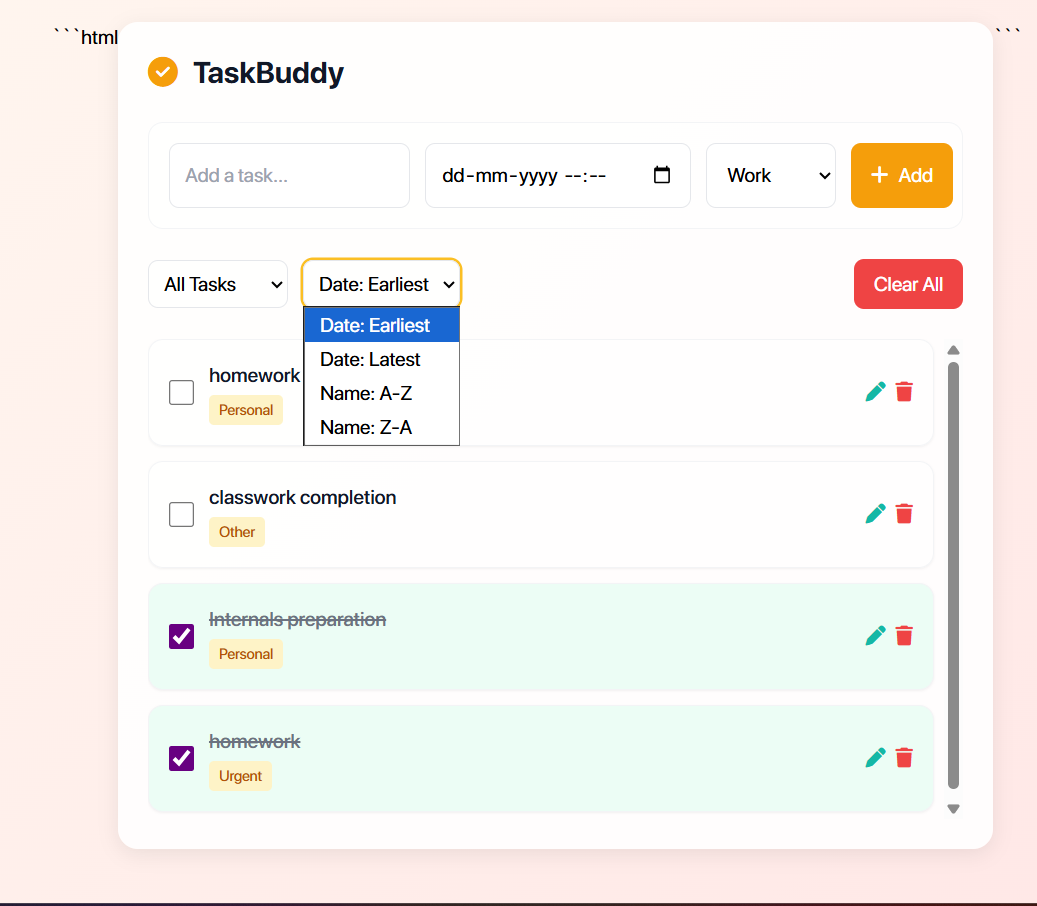 ```html
```
TaskBuddy
Add a task...
dd-mm-yyyy --:--
Work
+ Add
All Tasks
Date: Earliest
Clear All
Date: Earliest
Date: Latest
Name: A-Z
Name: Z-A
homework
Personal
classwork completion
Other
Internals preparation
Personal
homework
Urgent